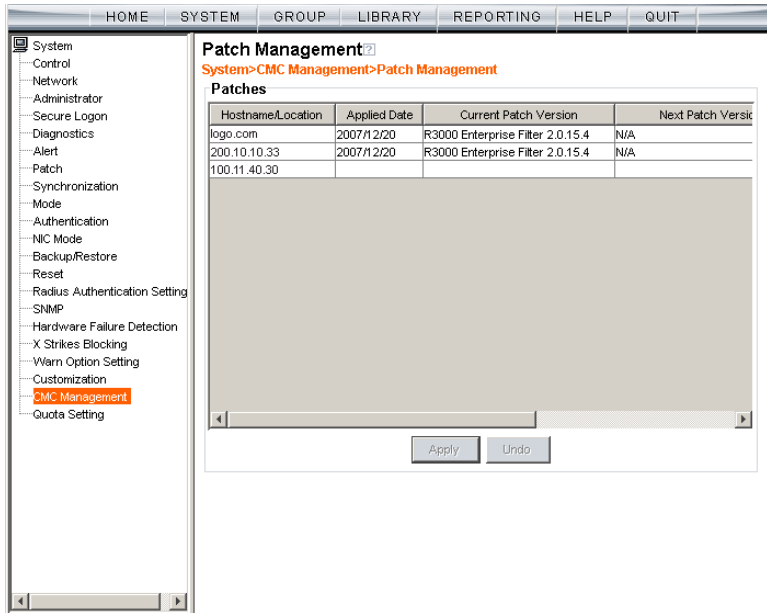 HOME SYSTEM GROUP LIBRARY REPORTING HELP QUIT
System
Control
Network
Administrator
Secure Logon
Diagnostics
Alert
Patch
Synchronization
Mode
Authentication
NIC Mode
Backup/Restore
Reset
Radius Authentication Setting
SNMP
Hardware Failure Detection
X Strikes Blocking
Warn Option Setting
Customization
CMC Management
Quota Setting
Patch Management ?
System>CMC Management>Patch Management
Patches
Hostname/Location Applied Date Current Patch Version Next Patch Versic
logo.com 2007/12/20 R3000 Enterprise Filter 2.0.15.4 N/A
200.10.10.33 2007/12/20 R3000 Enterprise Filter 2.0.15.4 N/A
100.11.40.30
Apply Undo